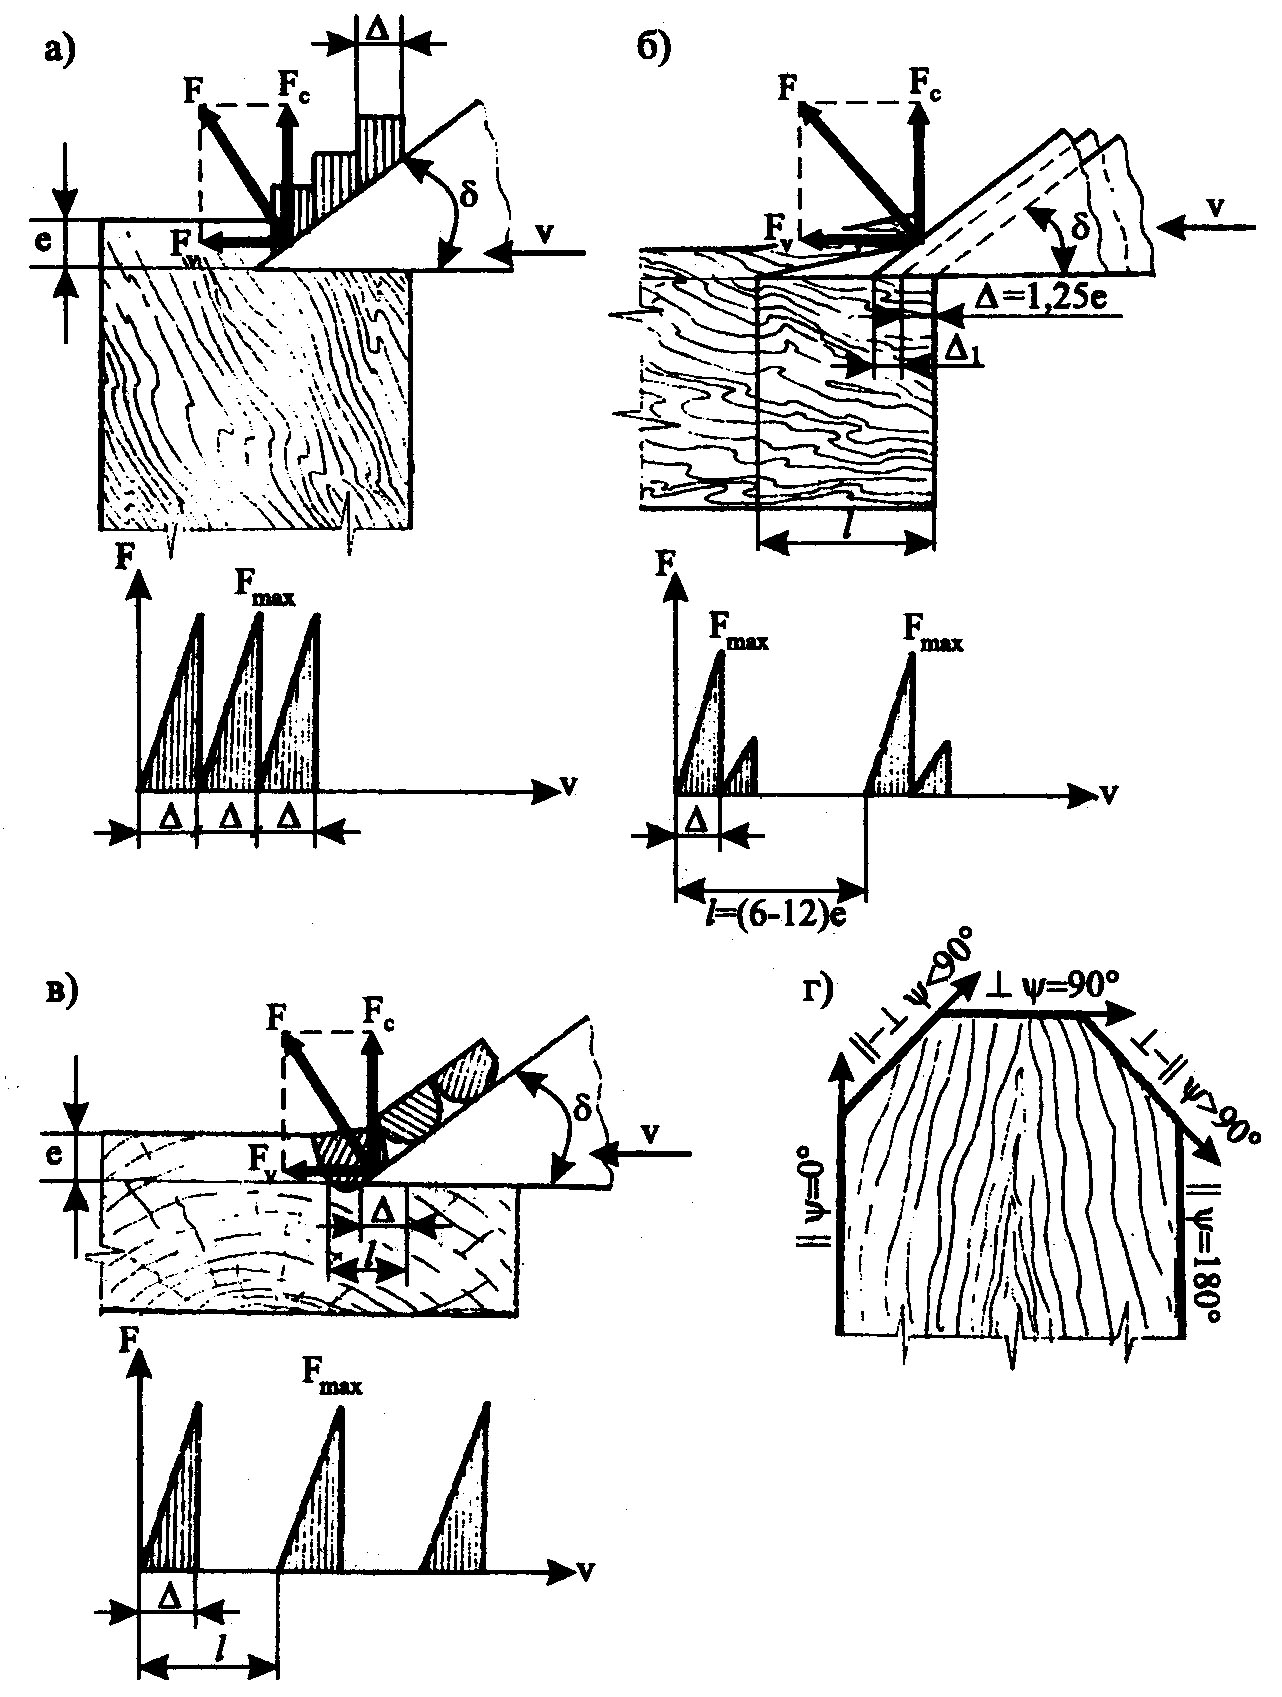 а)
Δ
F
F_c
δ
e
F_v
v
F
F_max
v
Δ Δ Δ
б)
F
F_c
F_v
δ
v
Δ=1,25e
Δ_1
l
F
F_max
F_max
v
Δ
l=(6-12)e
в)
F
F_c
δ
e
F_v
v
Δ
l
F
F_max
v
Δ
l
г)
∥-⊥ ψ<90°
⊥ ψ=90°
⊥-∥ ψ>90°
∥ ψ=0°
∥ ψ=180°